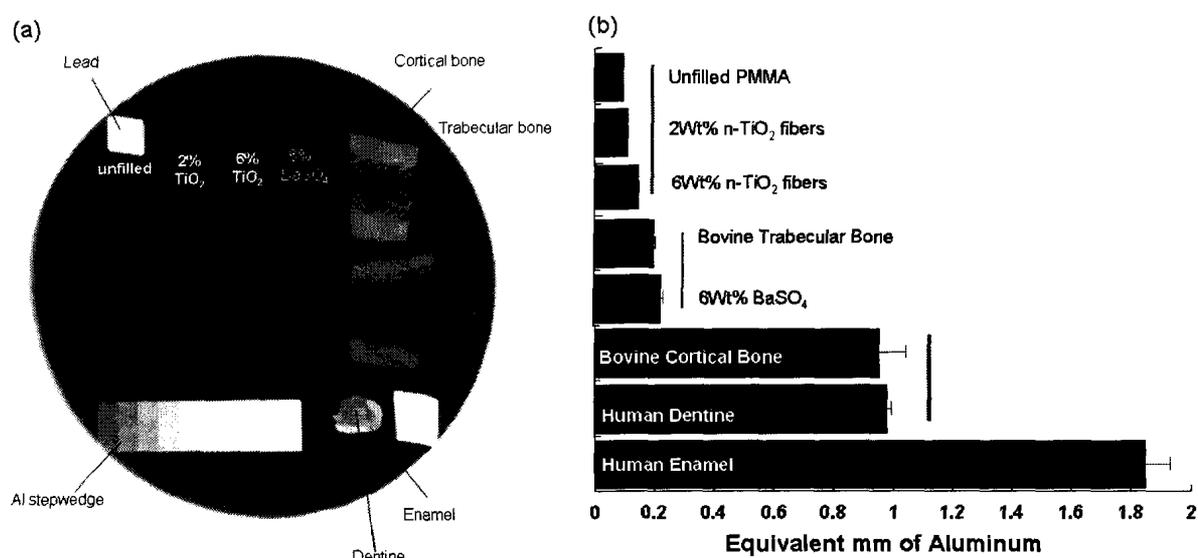 (a)
Lead
Cortical bone
Trabecular bone
unfilled
2%
TiO₂
6%
TiO₂
BaSO₄
Al stepwedge
Enamel
Dentine
(b)
Unfilled PMMA
2Wt% n-TiO₂ fibers
6Wt% n-TiO₂ fibers
Bovine Trabecular Bone
6Wt% BaSO₄
Bovine Cortical Bone
Human Dentine
Human Enamel
0 0.2 0.4 0.6 0.8 1 1.2 1.4 1.6 1.8 2
Equivalent mm of Aluminum